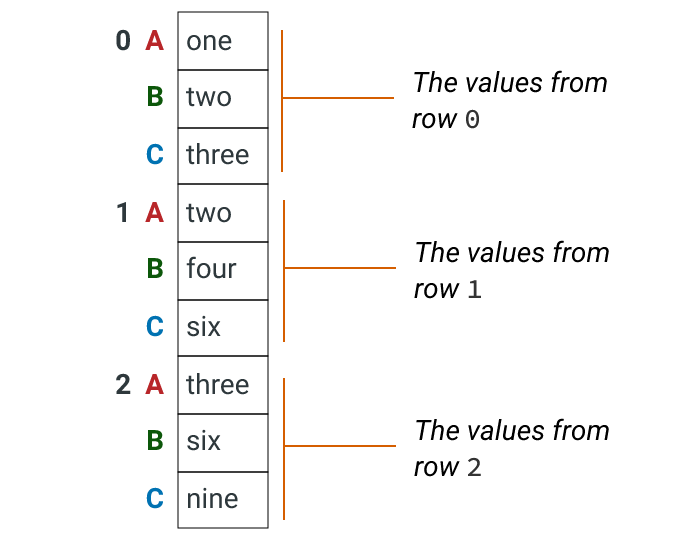 0 A one
B two
C three
The values from
row 0
1 A two
B four
C six
The values from
row 1
2 A three
B six
C nine
The values from
row 2